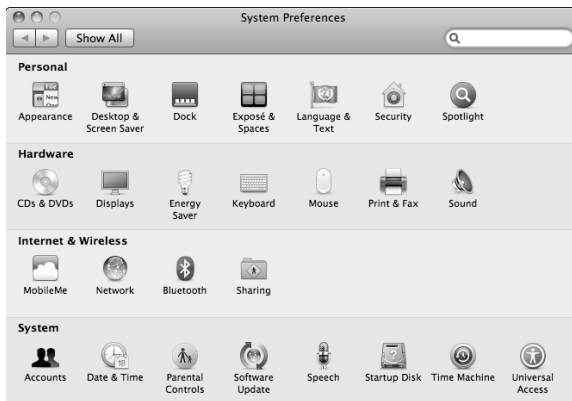 System Preferences
Show All
Personal
Appearance
Desktop &
Screen Saver
Dock
Exposé &
Spaces
Language &
Text
Security
Spotlight
Hardware
CDs & DVDs
Displays
Energy
Saver
Keyboard
Mouse
Print & Fax
Sound
Internet & Wireless
MobileMe
Network
Bluetooth
Sharing
System
Accounts
Date & Time
Parental
Controls
Software
Update
Speech
Startup Disk
Time Machine
Universal
Access